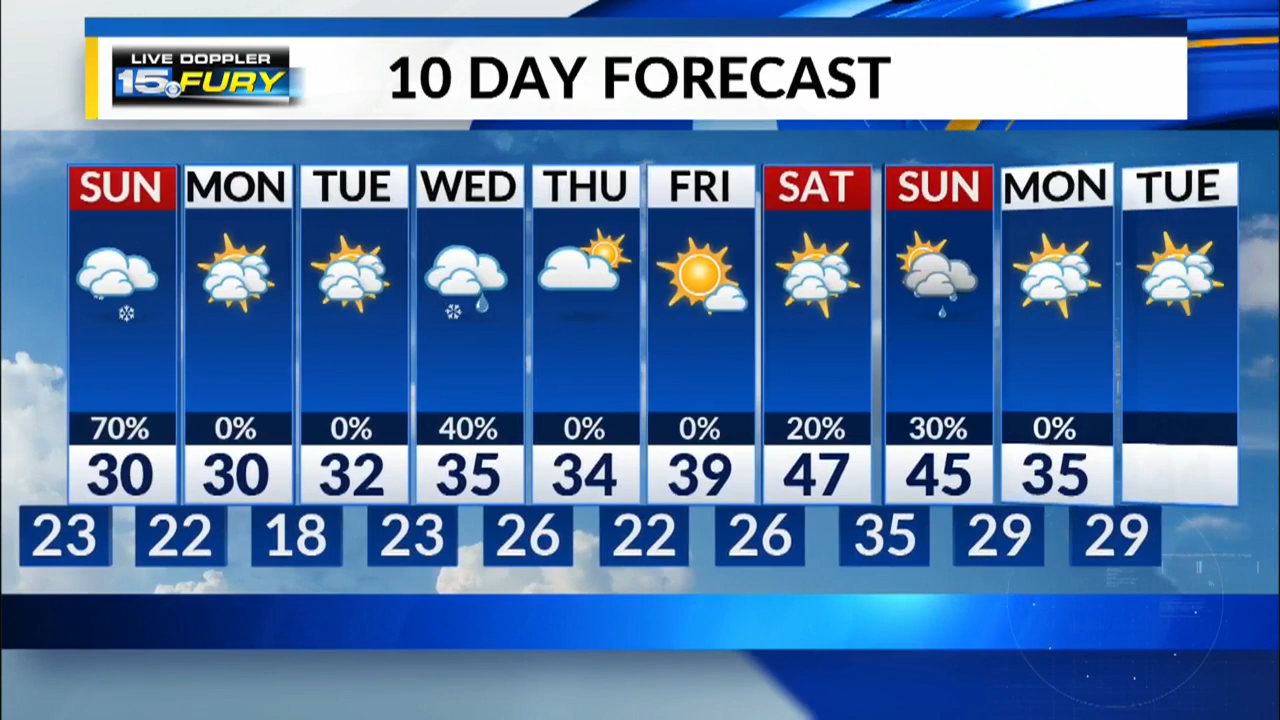 LIVE DOPPLER
15 FURY
10 DAY FORECAST
SUN MON TUE WED THU FRI SAT SUN MON TUE
70% 0% 0% 40% 0% 0% 20% 30% 0%
30 30 32 35 34 39 47 45 35
23 22 18 23 26 22 26 35 29 29